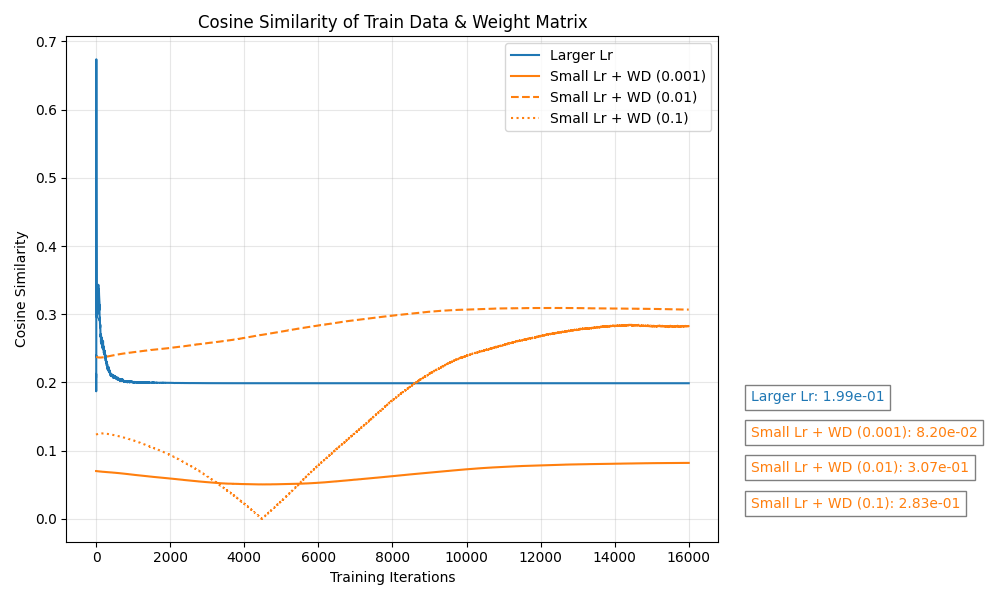 Cosine Similarity of Train Data & Weight Matrix
Cosine Similarity
0.7
0.6
0.5
0.4
0.3
0.2
0.1
0.0
Larger Lr
Small Lr + WD (0.001)
Small Lr + WD (0.01)
Small Lr + WD (0.1)
Larger Lr: 1.99e-01
Small Lr + WD (0.001): 8.20e-02
Small Lr + WD (0.01): 3.07e-01
Small Lr + WD (0.1): 2.83e-01
0 2000 4000 6000 8000 10000 12000 14000 16000
Training Iterations